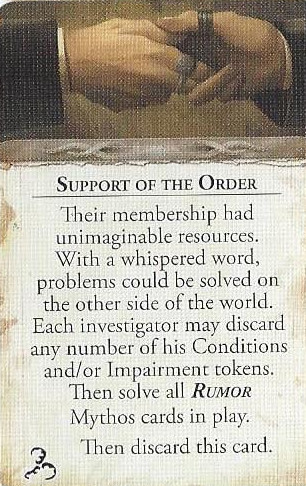 SUPPORT OF THE ORDER
Their membership had
unimaginable resources.
With a whispered word,
problems could be solved on
the other side of the world.
Each investigator may discard
any number of his Conditions
and/or Impairment tokens.
Then solve all RUMOR
Mythos cards in play.
Then discard this card.